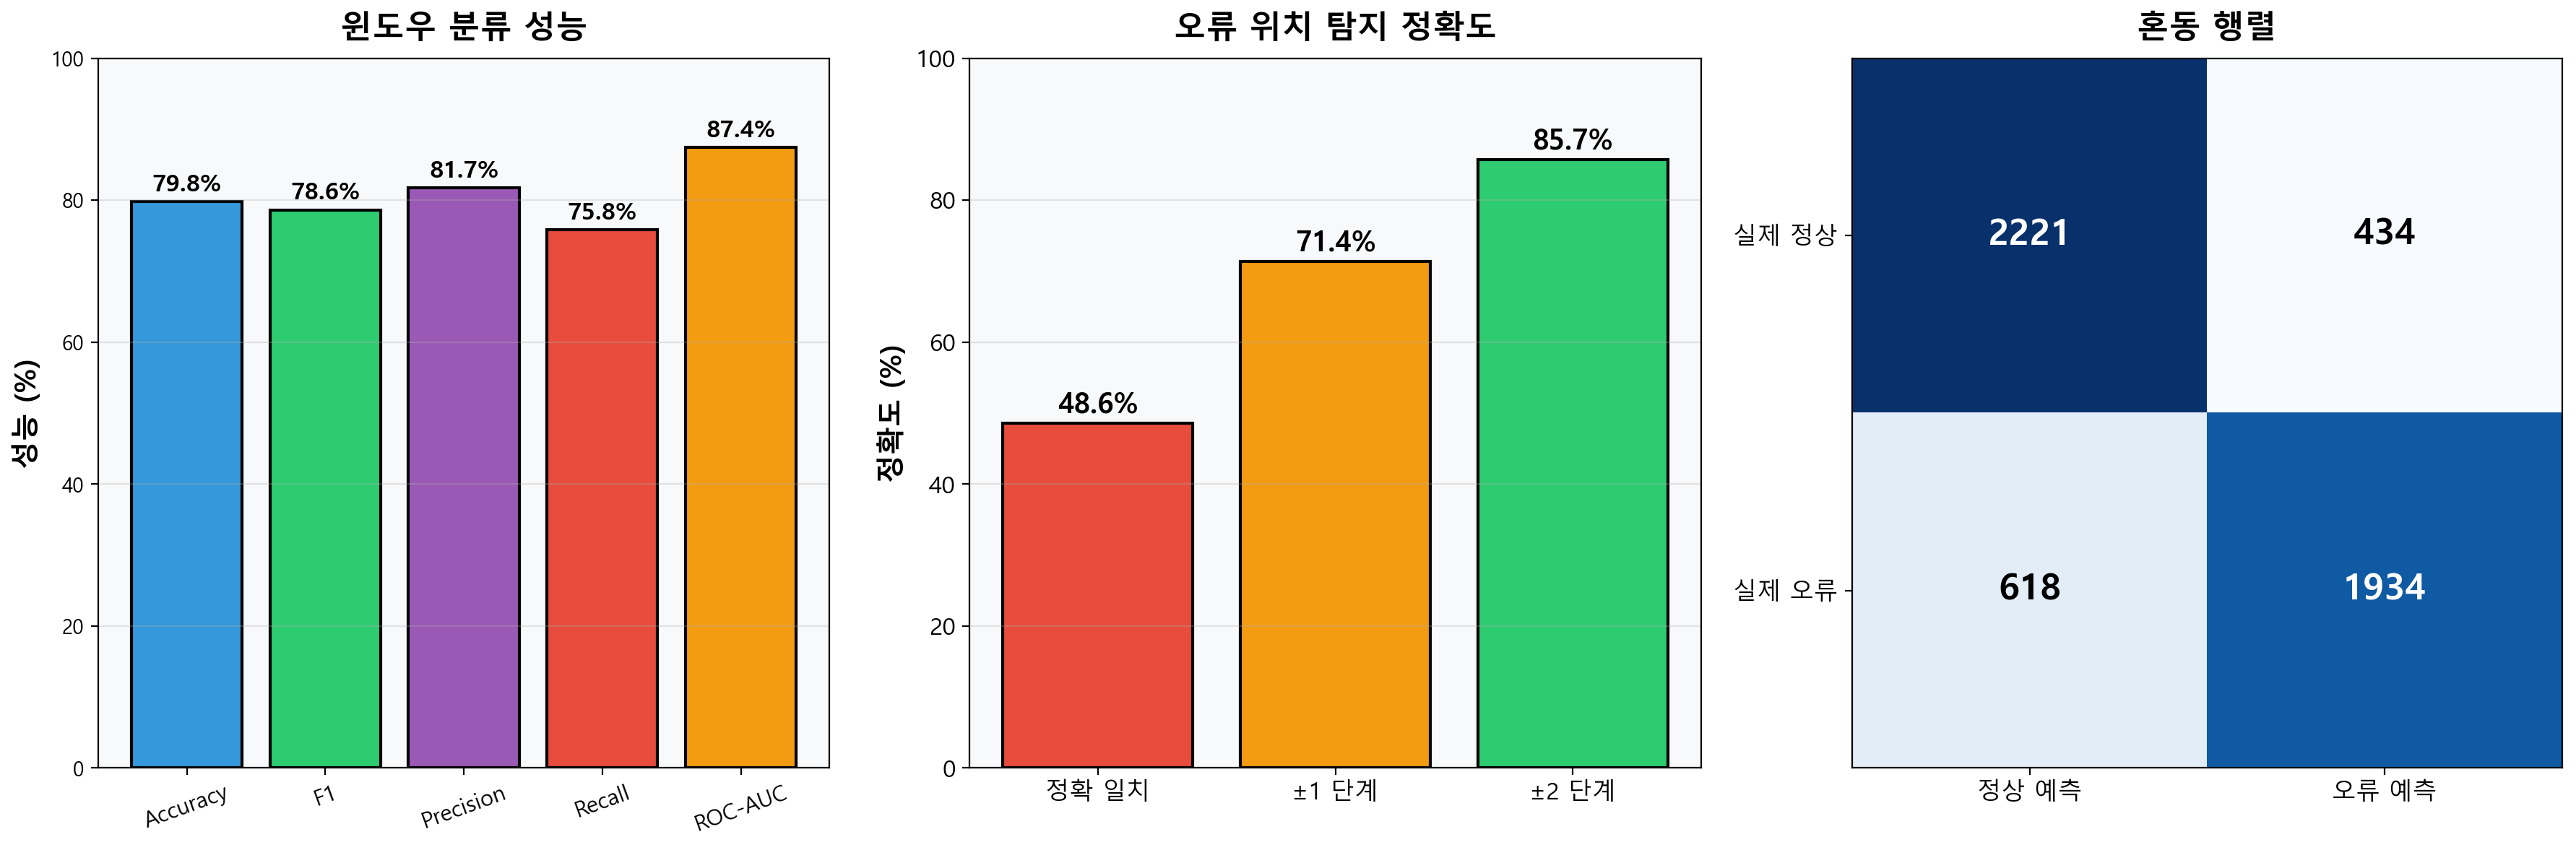 윈도우 분류 성능
성능 (%)
100
80
60
40
20
0
79.8%
78.6%
81.7%
75.8%
87.4%
Accuracy
F1
Precision
Recall
ROC-AUC
오류 위치 탐지 정확도
정확도 (%)
100
80
60
40
20
0
48.6%
71.4%
85.7%
정확 일치
±1 단계
±2 단계
혼동 행렬
실제 정상
2221
434
실제 오류
618
1934
정상 예측
오류 예측